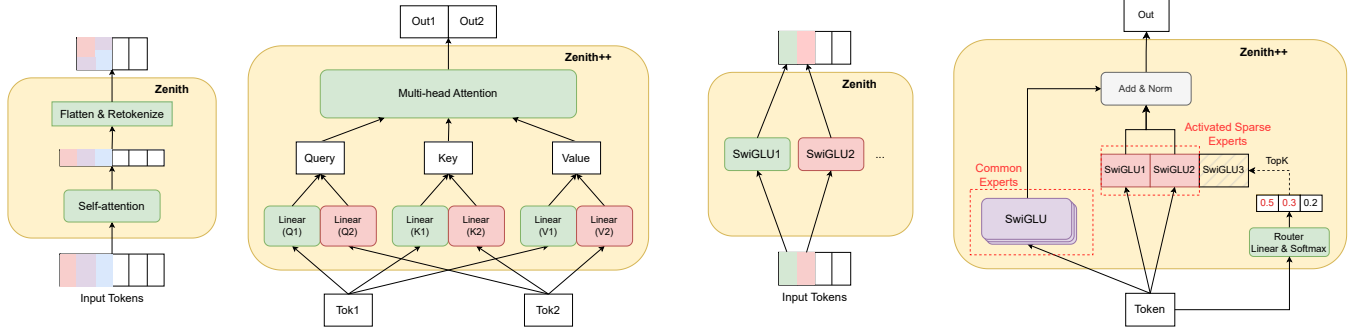 Zenith
Flatten & Retokenize
Self-attention
Input Tokens
Out1 Out2
Zenith++
Multi-head Attention
Query Key Value
Linear (Q1)
Linear (Q2)
Linear (K1)
Linear (K2)
Linear (V1)
Linear (V2)
Tok1 Tok2
Zenith
SwiGLU1 SwiGLU2 ...
Input Tokens
Out
Zenith++
Add & Norm
Activated Sparse
Experts
Common
Experts
SwiGLU1 SwiGLU2 SwiGLU3
TopK
SwiGLU
0.5 0.3 0.2
Router
Linear & Softmax
Token